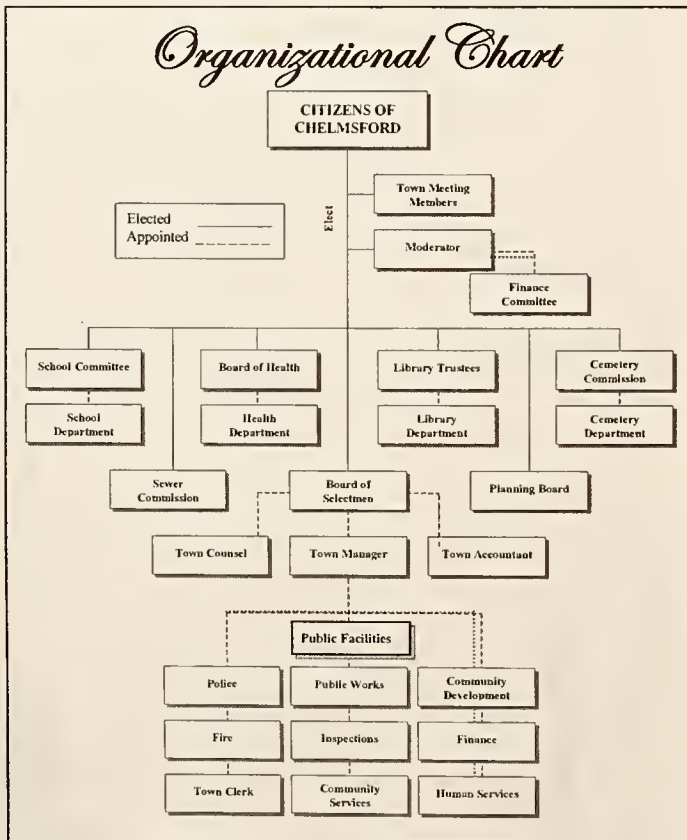 Organizational Chart
CITIZENS OF
CHELMSFORD
Elect
Town Meeting
Members
Elected
Appointed
Moderator
Finance
Committee
School Committee
Board of Health
Library Trustees
Cemetery
Commission
School
Department
Health
Department
Library
Department
Cemetery
Department
Sewer
Commission
Board of
Selectmen
Planning Board
Town Counsel
Town Manager
Town Accountant
Public Facilities
Police
Public Works
Community
Development
Fire
Inspections
Finance
Town Clerk
Community
Services
Human Services